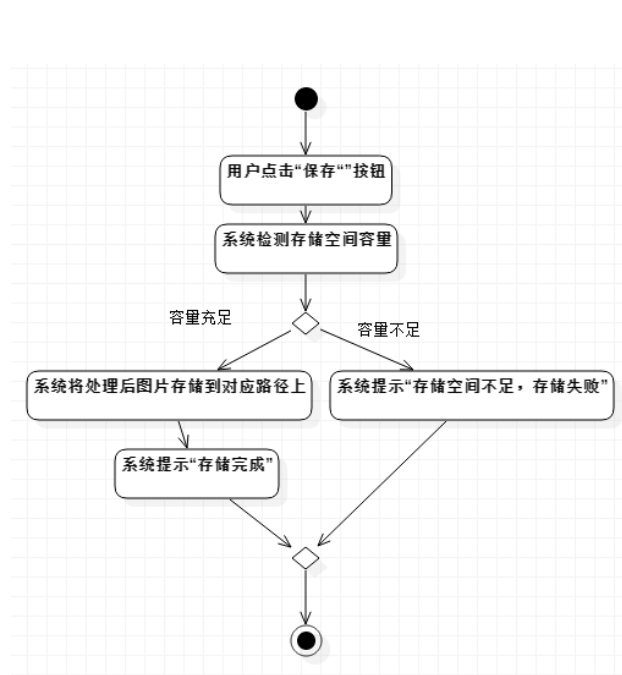 用户点击“保存“”按钮
系统检测存储空间容量
容量充足
容量不足
系统将处理后图片存储到对应路径上
系统提示“存储空间不足，存储失败”
系统提示“存储完成”